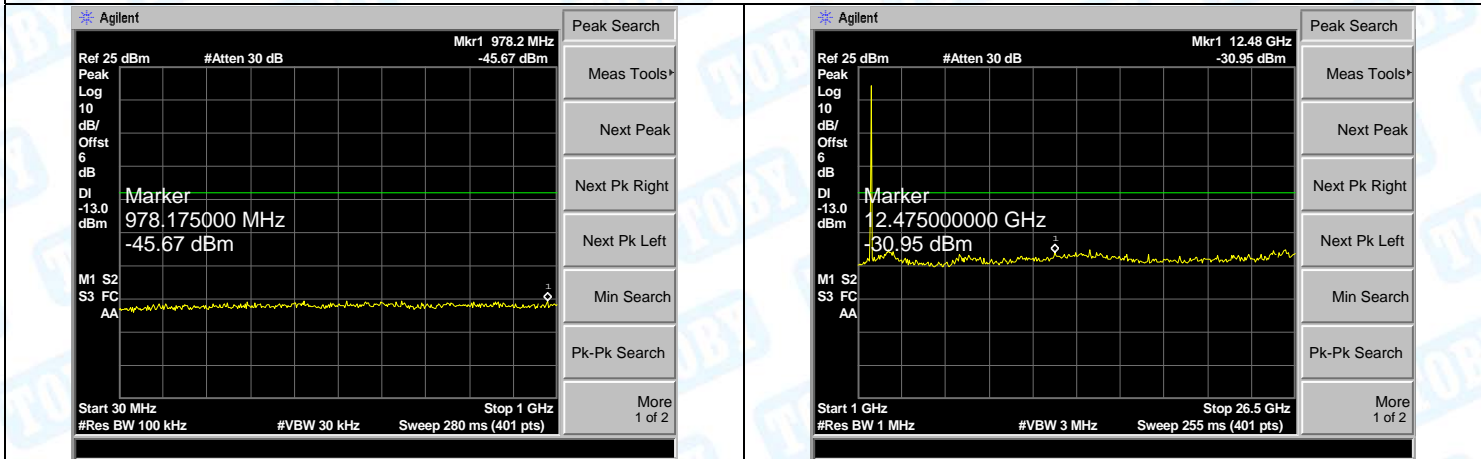 Agilent
Peak Search
Mkr1 978.2 MHz
Ref 25 dBm #Atten 30 dB -45.67 dBm
Peak
Log
10
dB/
Offst
6
dB
DI
-13.0
dBm
Marker
978.175000 MHz
-45.67 dBm
M1 S2
S3 FC
AA
1
Start 30 MHz Stop 1 GHz
#Res BW 100 kHz #VBW 30 kHz Sweep 280 ms (401 pts)
Meas Tools
Next Peak
Next Pk Right
Next Pk Left
Min Search
Pk-Pk Search
More
1 of 2
Agilent
Peak Search
Mkr1 12.48 GHz
Ref 25 dBm #Atten 30 dB -30.95 dBm
Peak
Log
10
dB/
Offst
6
dB
DI
-13.0
dBm
Marker
12.475000000 GHz
-30.95 dBm
M1 S2
S3 FC
AA
1
Start 1 GHz Stop 26.5 GHz
#Res BW 1 MHz #VBW 3 MHz Sweep 255 ms (401 pts)
Meas Tools
Next Peak
Next Pk Right
Next Pk Left
Min Search
Pk-Pk Search
More
1 of 2
TOBY